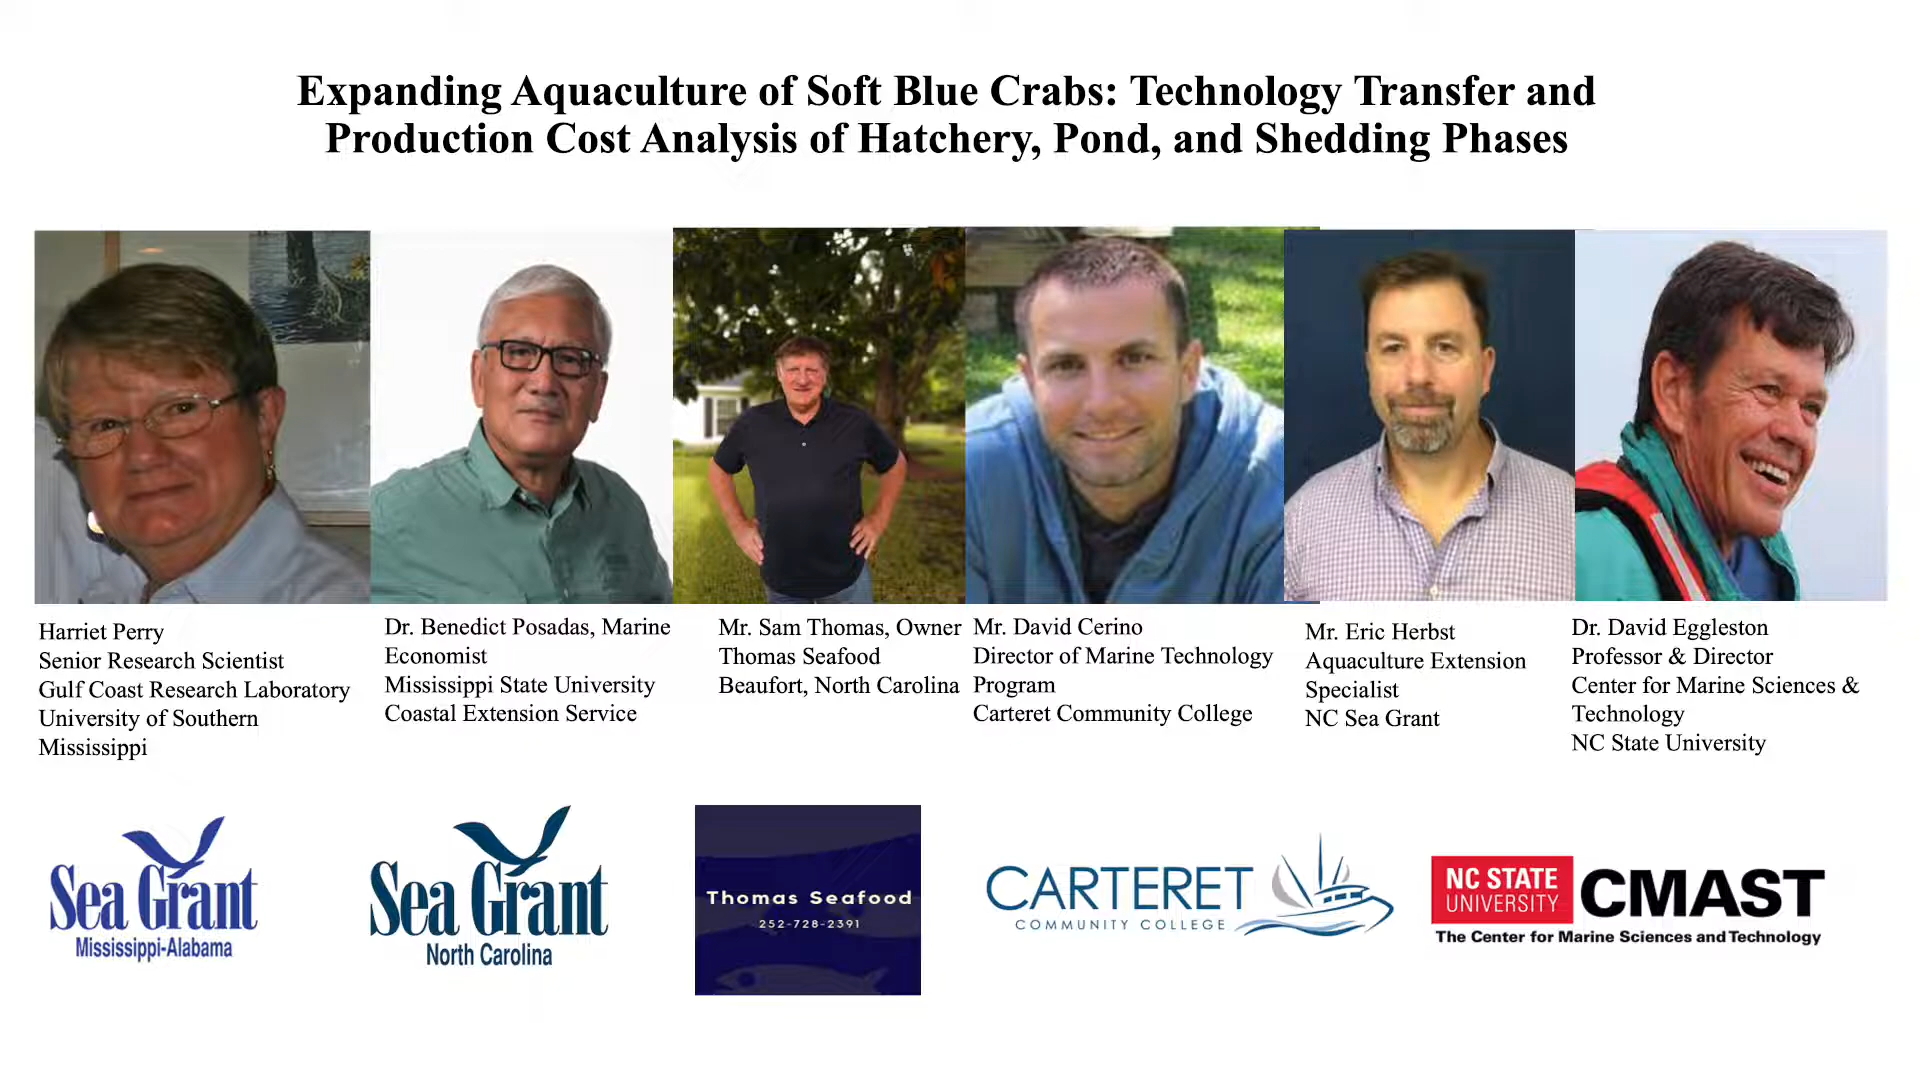 Expanding Aquaculture of Soft Blue Crabs: Technology Transfer and
Production Cost Analysis of Hatchery, Pond, and Shedding Phases
Harriet Perry
Senior Research Scientist
Gulf Coast Research Laboratory
University of Southern
Mississippi
Dr. Benedict Posadas, Marine
Economist
Mississippi State University
Coastal Extension Service
Mr. Sam Thomas, Owner
Thomas Seafood
Beaufort, North Carolina
Mr. David Cerino
Director of Marine Technology
Program
Carteret Community College
Mr. Eric Herbst
Aquaculture Extension
Specialist
NC Sea Grant
Dr. David Eggleston
Professor & Director
Center for Marine Sciences &
Technology
NC State University
Sea Grant
Mississippi-Alabama
Sea Grant
North Carolina
Thomas Seafood
252-728-2391
CARTERET
COMMUNITY COLLEGE
NC STATE
UNIVERSITY
CMAST
The Center for Marine Sciences and Technology